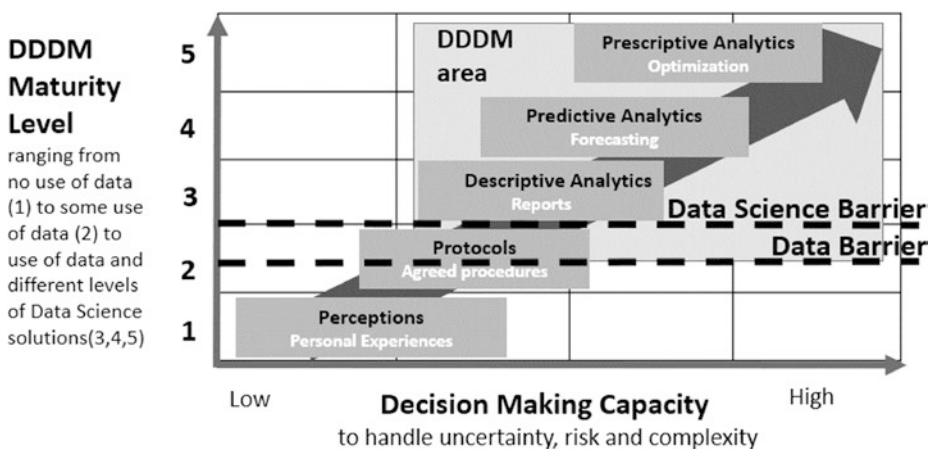 DDDM
Maturity
Level
ranging from
no use of data
(1) to some use
of data (2) to
use of data and
different levels
of Data Science
solutions(3,4,5)
5
4
3
2
1
DDDM
area
Prescriptive Analytics
Optimization
Predictive Analytics
Forecasting
Descriptive Analytics
Reports
Data Science Barrier
Data Barrier
Protocols
Agreed procedures
Perceptions
Personal Experiences
Low
High
Decision Making Capacity
to handle uncertainty, risk and complexity